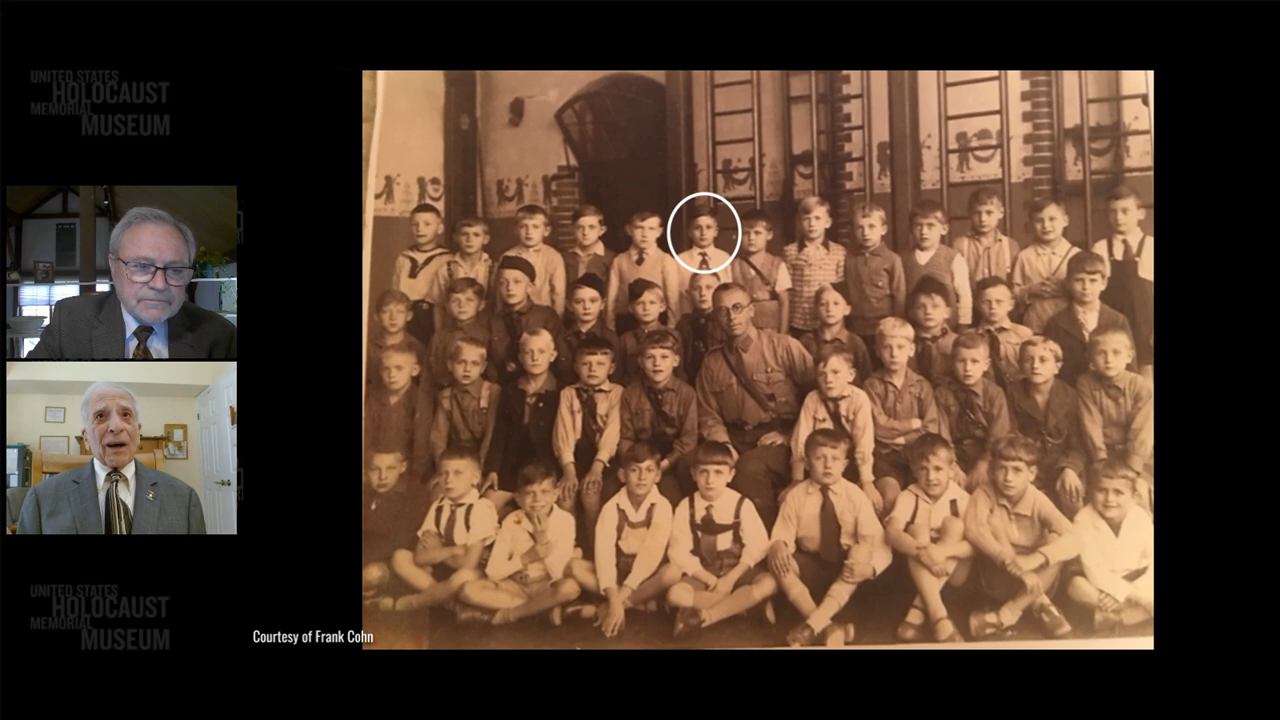 UNITED STATES
HOLOCAUST
MEMORIAL
MUSEUM
UNITED STATES
HOLOCAUST
MEMORIAL
MUSEUM
Courtesy of Frank Cohn